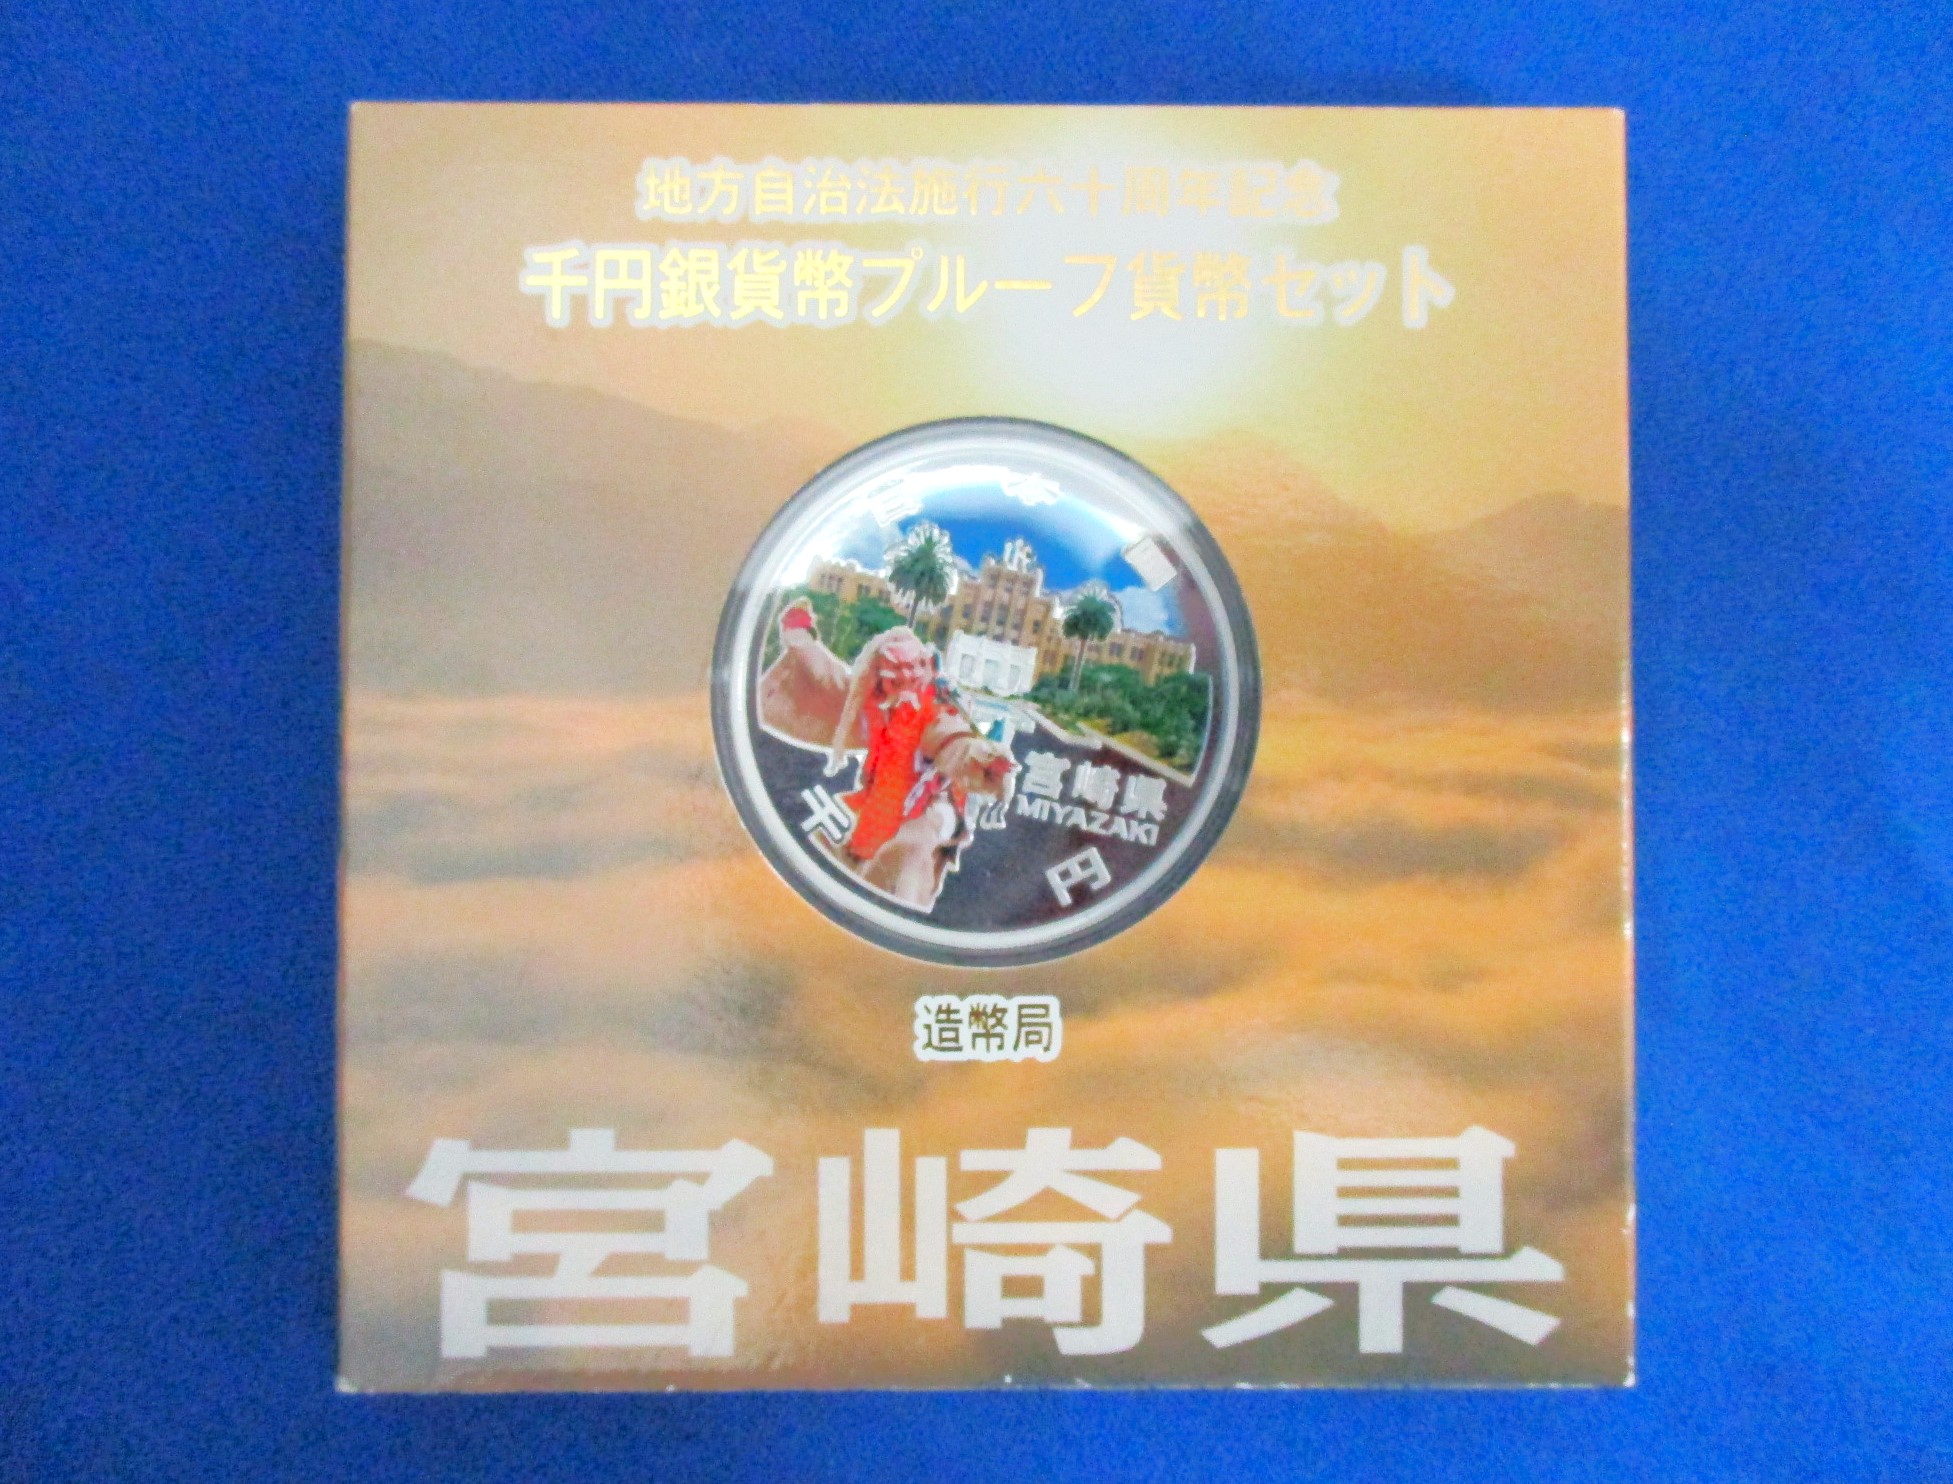 地方自治法施行六十周年記念
千円銀貨幣プルーフ貨幣セット
日本国
宮崎県
MIYAZAKI
千円
造幣局
宮崎県